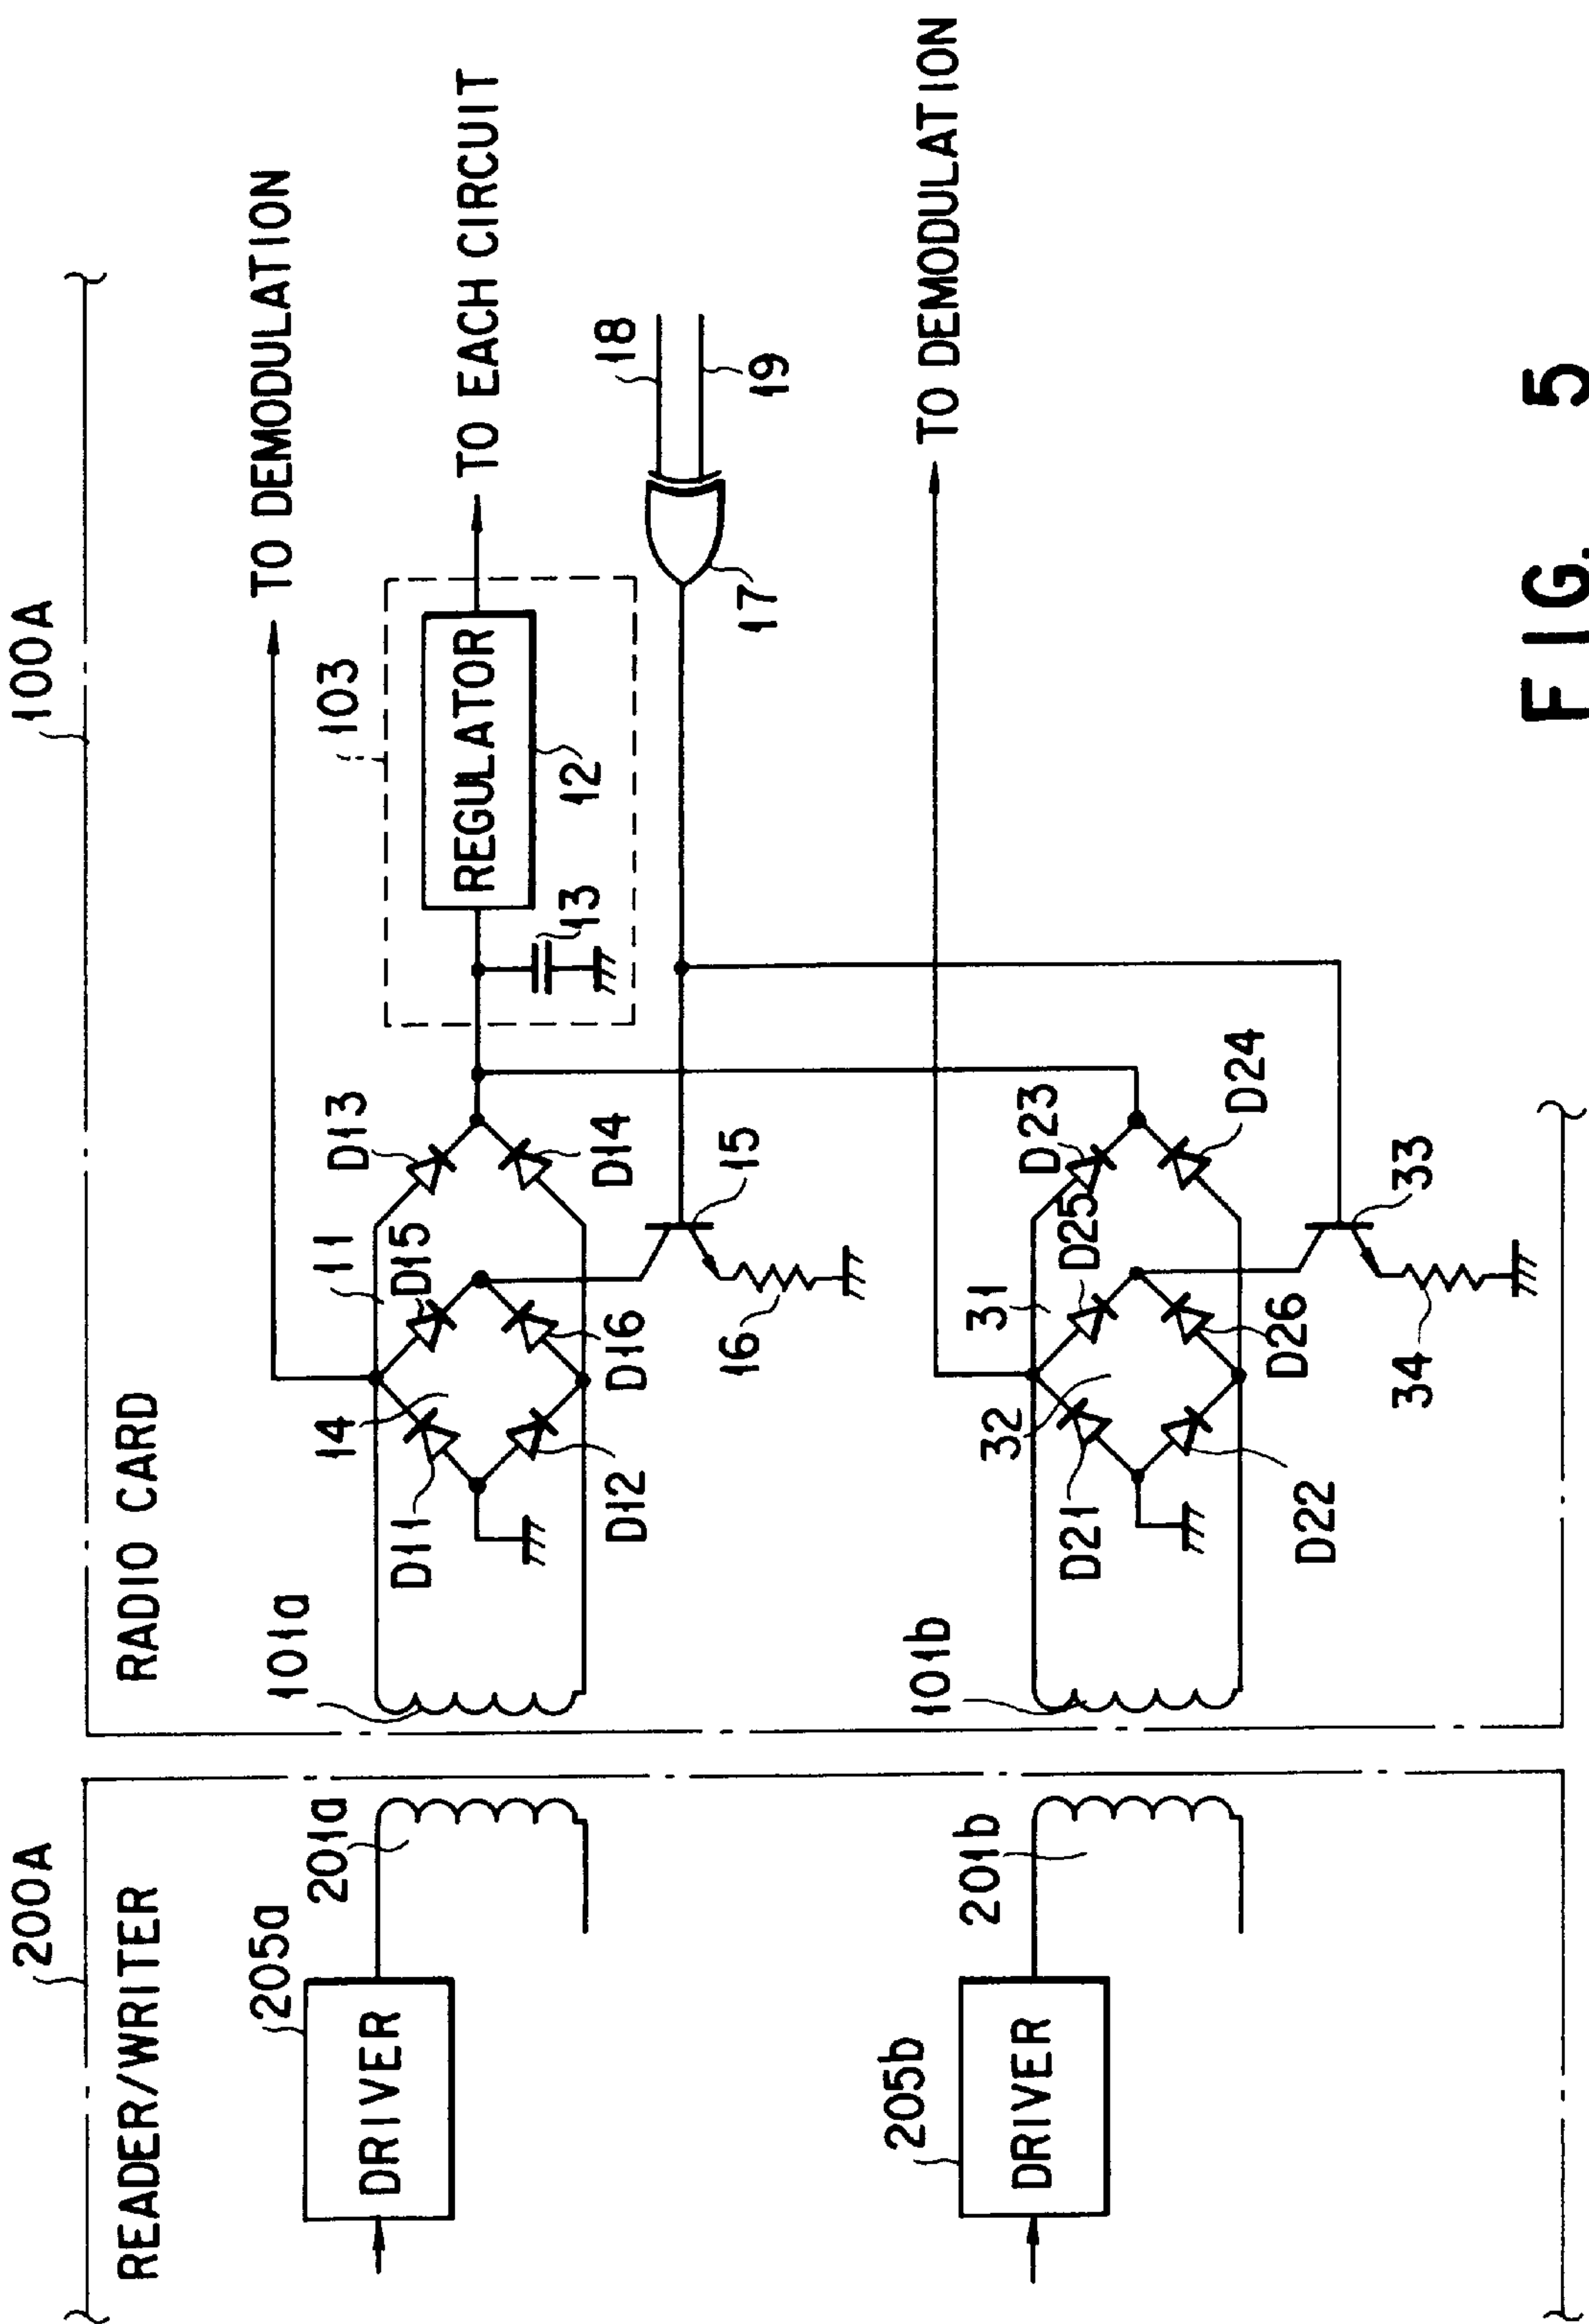 200A
100A
READER/WRITER
RADIO CARD
205a
DRIVER
201a
101a
D11
14
D12
11
D15
D16
D13
D14
15
16
103
REGULATOR
12
13
17
18
19
TO DEMODULATION
TO EACH CIRCUIT
205b
DRIVER
201b
101b
D21
32
D22
31
D25
D26
D23
D24
33
34
TO DEMODULATION
FIG. 5